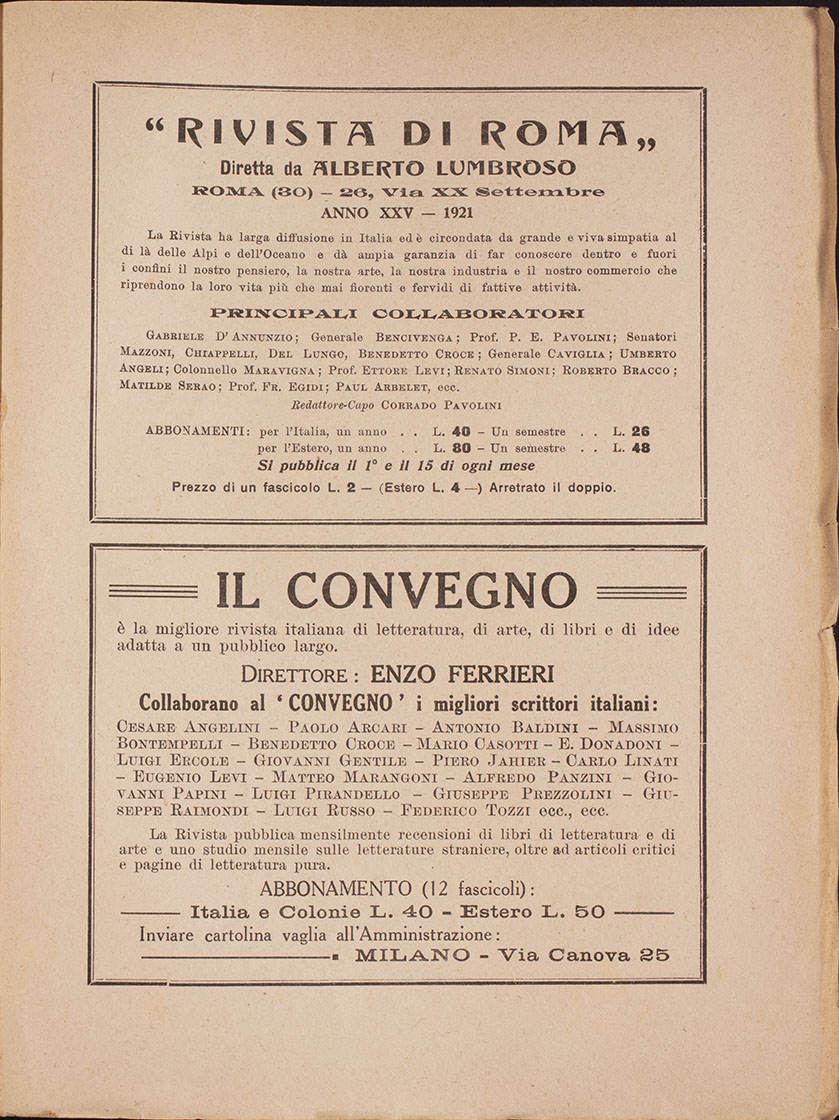 “RIVISTA DI ROMA„
Diretta da ALBERTO LUMBROSO
ROMA (30) — 26, Via XX Settembre
ANNO XXV — 1921
La Rivista ha larga diffusione in Italia ed è circondata da grande e viva simpatia al
di là delle Alpi e dell'Oceano e dà ampia garanzia di far conoscere dentro e fuori
i confini il nostro pensiero, la nostra arte, la nostra industria e il nostro commercio che
riprendono la loro vita più che mai fiorenti e fervidi di fattive attività.
PRINCIPALI COLLABORATORI
GABRIELE D'ANNUNZIO; Generale BENCIVENGA; Prof. P. E. PAVOLINI; Senatori
MAZZONI, CHIAPPELLI, DEL LUNGO, BENEDETTO CROCE; Generale CAVIGLIA; UMBERTO
ANGELI; Colonnello MARAVIGNA; Prof. ETTORE LEVI; RENATO SIMONI; ROBERTO BRACCO;
MATILDE SERAO; Prof. FR. EGIDI; PAUL ARBELET, ecc.
Redattore-Capo CORRADO PAVOLINI
ABBONAMENTI: per l'Italia, un anno . . L. 40 – Un semestre . . L. 26
per l'Estero, un anno . . L. 80 – Un semestre . . L. 48
Si pubblica il 1° e il 15 di ogni mese
Prezzo di un fascicolo L. 2 — (Estero L. 4 —) Arretrato il doppio.
IL CONVEGNO
è la migliore rivista italiana di letteratura, di arte, di libri e di idee
adatta a un pubblico largo.
DIRETTORE: ENZO FERRIERI
Collaborano al ‘CONVEGNO’ i migliori scrittori italiani:
CESARE ANGELINI – PAOLO ARCARI – ANTONIO BALDINI – MASSIMO
BONTEMPELLI – BENEDETTO CROCE – MARIO CASOTTI – E. DONADONI –
LUIGI ERCOLE – GIOVANNI GENTILE – PIERO JAHIER – CARLO LINATI
– EUGENIO LEVI – MATTEO MARANGONI – ALFREDO PANZINI – GIO-
VANNI PAPINI – LUIGI PIRANDELLO – GIUSEPPE PREZZOLINI – GIU-
SEPPE RAIMONDI – LUIGI RUSSO – FEDERICO TOZZI ecc., ecc.
La Rivista pubblica mensilmente recensioni di libri di letteratura e di
arte e uno studio mensile sulle letterature straniere, oltre ad articoli critici
e pagine di letteratura pura.
ABBONAMENTO (12 fascicoli):
Italia e Colonie L. 40 – Estero L. 50
Inviare cartolina vaglia all'Amministrazione:
MILANO – Via Canova 25